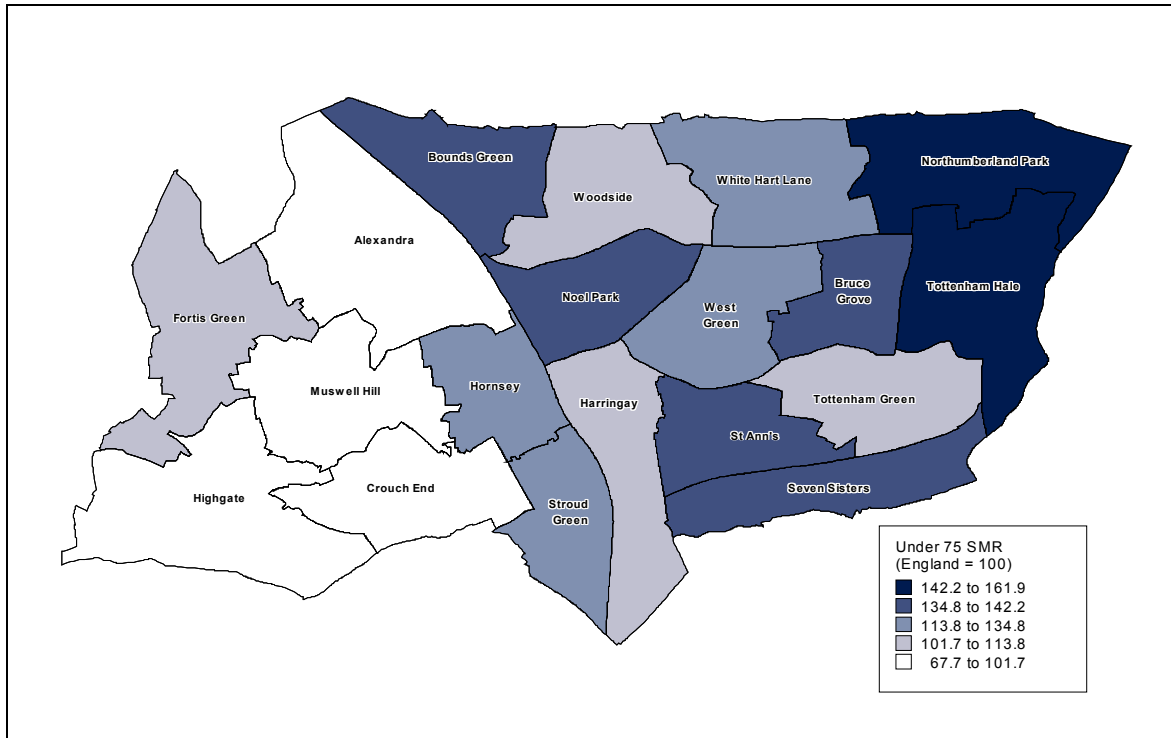 Bounds Green
Northumberland Park
White Hart Lane
Woodside
Alexandra
Tottenham Hale
Bruce
Grove
Noel Park
West
Green
Fortis Green
Muswell Hill
Hornsey
Harringay
Tottenham Green
St Ann's
Seven Sisters
Crouch End
Highgate
Stroud
Green
Under 75 SMR
(England = 100)
142.2 to 161.9
134.8 to 142.2
113.8 to 134.8
101.7 to 113.8
67.7 to 101.7